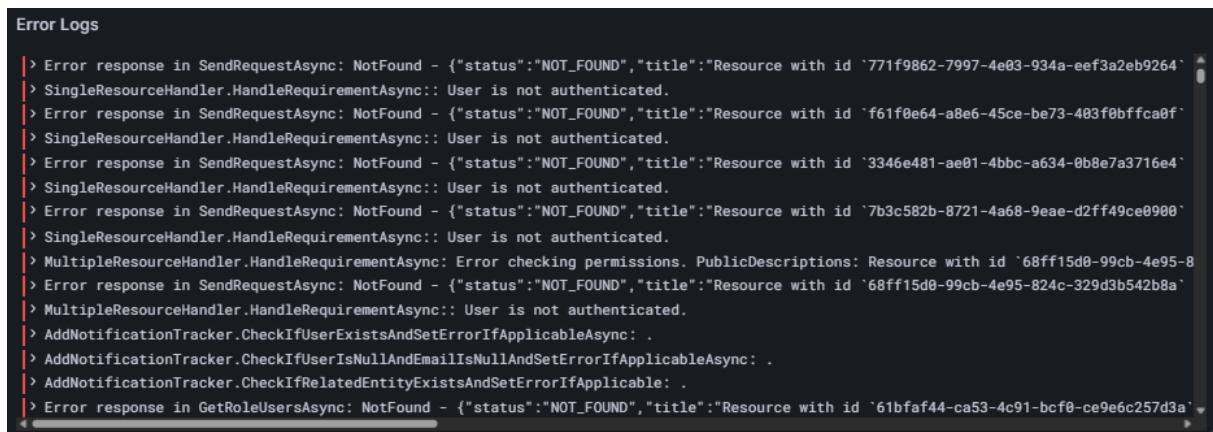 Error Logs
> Error response in SendRequestAsync: NotFound - {"status":"NOT_FOUND","title":"Resource with id `771f9862-7997-4e03-934a-eef3a2eb9264`
> SingleResourceHandler.HandleRequirementAsync:: User is not authenticated.
> Error response in SendRequestAsync: NotFound - {"status":"NOT_FOUND","title":"Resource with id `f61f0e64-a8e6-45ce-be73-403f0bffca0f`
> SingleResourceHandler.HandleRequirementAsync:: User is not authenticated.
> Error response in SendRequestAsync: NotFound - {"status":"NOT_FOUND","title":"Resource with id `3346e481-ae01-4bbc-a634-0b8e7a3716e4`
> SingleResourceHandler.HandleRequirementAsync:: User is not authenticated.
> Error response in SendRequestAsync: NotFound - {"status":"NOT_FOUND","title":"Resource with id `7b3c582b-8721-4a68-9eae-d2ff49ce0900`
> SingleResourceHandler.HandleRequirementAsync:: User is not authenticated.
> MultipleResourceHandler.HandleRequirementAsync: Error checking permissions. PublicDescriptions: Resource with id `68ff15d0-99cb-4e95-8
> Error response in SendRequestAsync: NotFound - {"status":"NOT_FOUND","title":"Resource with id `68ff15d0-99cb-4e95-824c-329d3b542b8a`
> MultipleResourceHandler.HandleRequirementAsync:: User is not authenticated.
> AddNotificationTracker.CheckIfUserExistsAndSetErrorIfApplicableAsync: .
> AddNotificationTracker.CheckIfUserIsNullAndEmailIsNullAndSetErrorIfApplicableAsync: .
> AddNotificationTracker.CheckIfRelatedEntityExistsAndSetErrorIfApplicable: .
> Error response in GetRoleUsersAsync: NotFound - {"status":"NOT_FOUND","title":"Resource with id `61bfaf44-ca53-4c91-bcf0-ce9e6c257d3a`